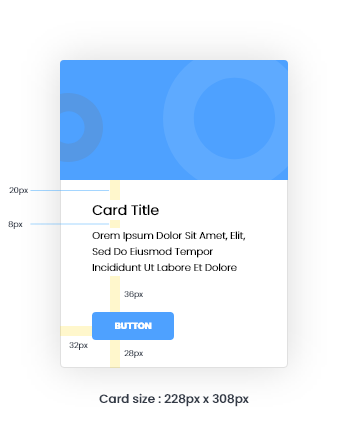 20px
Card Title
8px
Orem Ipsum Dolor Sit Amet, Elit,
Sed Do Eiusmod Tempor
Incididunt Ut Labore Et Dolore
36px
BUTTON
32px
28px
Card size : 228px x 308px